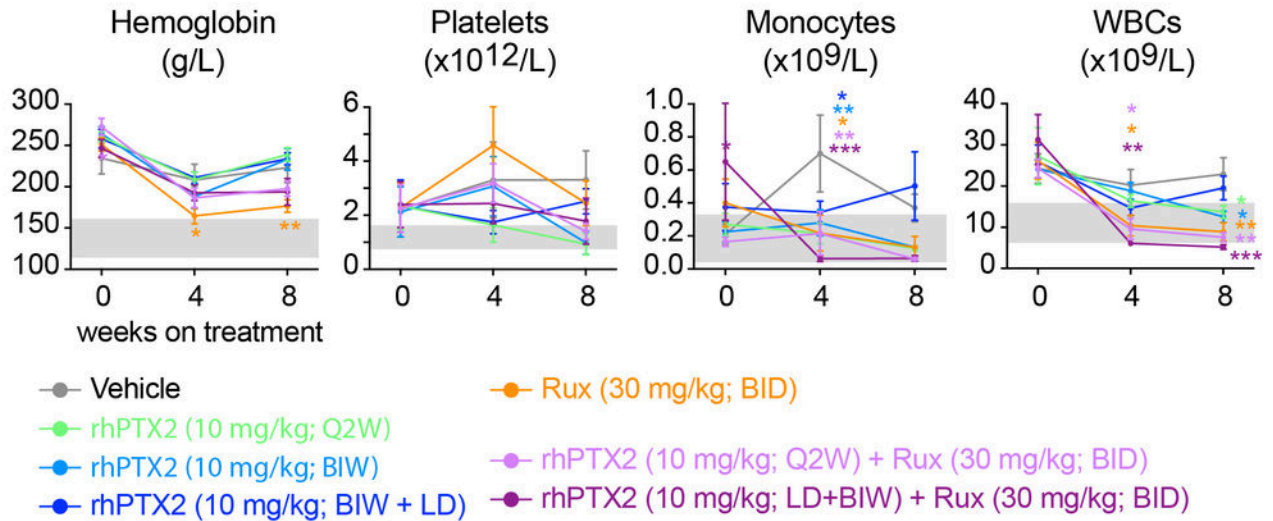 Hemoglobin
(g/L)
300
250
200
150
100
0 4 8
weeks on treatment
*
**
Platelets
(x10¹²/L)
6
4
2
0
0 4 8
Monocytes
(x10⁹/L)
1.0
0.8
0.6
0.4
0.2
0.0
0 4 8
*
**
*
**
***
WBCs
(x10⁹/L)
40
30
20
10
0
0 4 8
*
*
**
*
*
**
**
***
Vehicle
rhPTX2 (10 mg/kg; Q2W)
rhPTX2 (10 mg/kg; BIW)
rhPTX2 (10 mg/kg; BIW + LD)
Rux (30 mg/kg; BID)
rhPTX2 (10 mg/kg; Q2W) + Rux (30 mg/kg; BID)
rhPTX2 (10 mg/kg; LD+BIW) + Rux (30 mg/kg; BID)